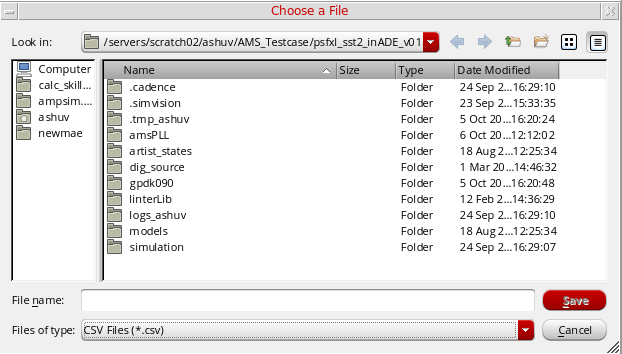 Choose a File
Look in: /servers/scratch02/ashuv/AMS_Testcase/psfxl_sst2_inADE_v01
Computer
calc_skill...
ampsim....
ashuv
newmae
Name Size Type Date Modified
.cadence Folder 24 Sep 2...16:29:10
.simvision Folder 23 Sep 2...15:33:35
.tmp_ashuv Folder 5 Oct 20...16:20:24
amsPLL Folder 6 Oct 20...12:12:02
artist_states Folder 18 Aug 2...12:25:34
dig_source Folder 1 Mar 20...14:46:32
gpdk090 Folder 5 Oct 20...16:20:48
linterLib Folder 12 Feb 2...14:36:29
logs_ashuv Folder 24 Sep 2...16:29:10
models Folder 18 Aug 2...12:25:34
simulation Folder 24 Sep 2...16:29:07
File name: Save
Files of type: CSV Files (*.csv) Cancel